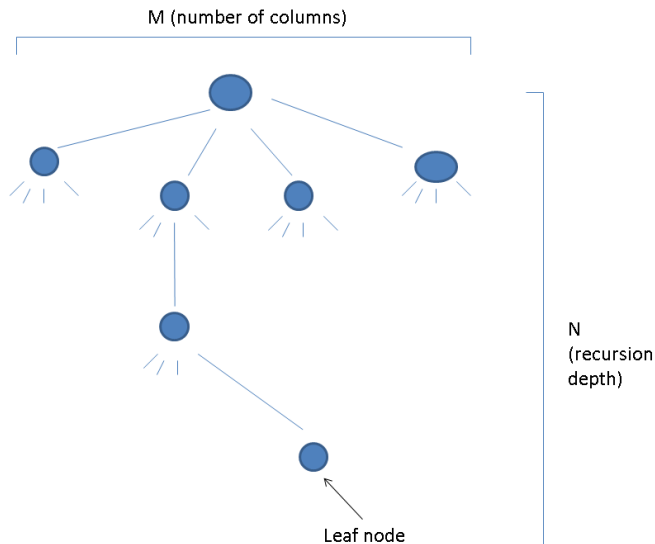 M (number of columns)
N
(recursion
depth)
Leaf node